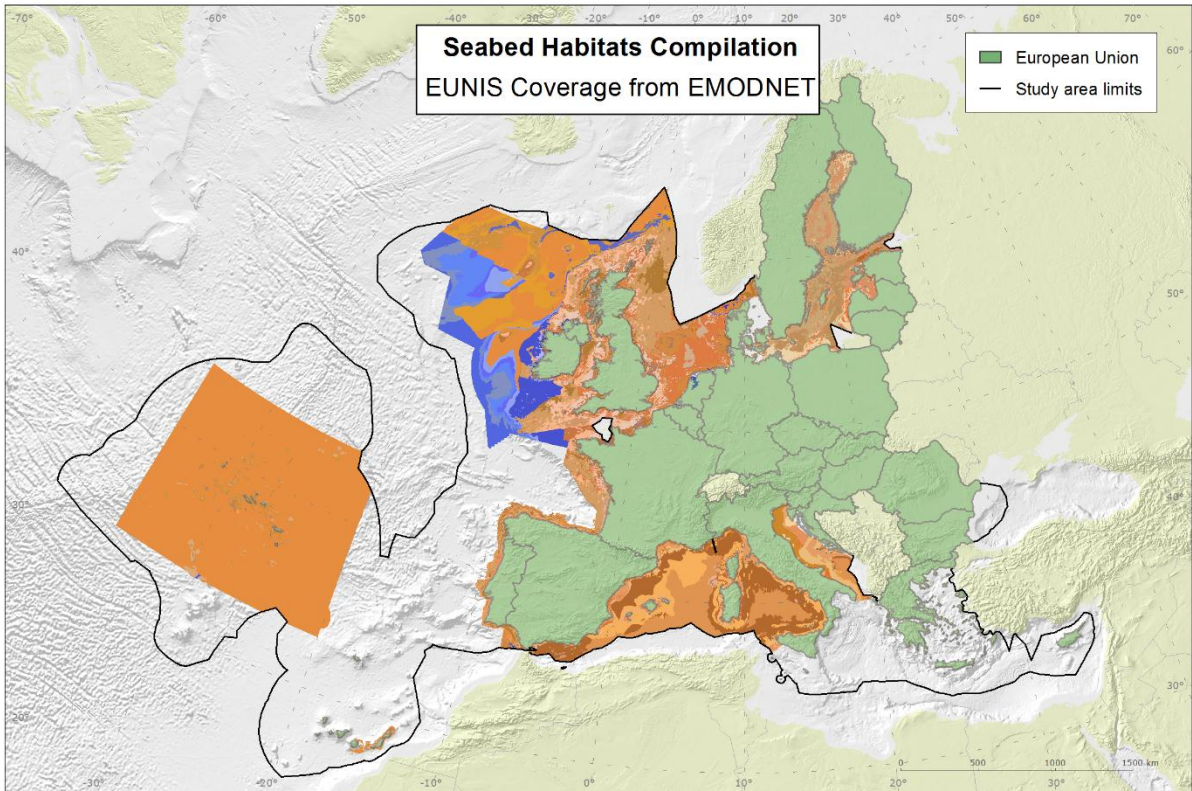 -70° -60° -50° -40° -30° -20° -10° 0° 10° 20° 30° 40° 50° 60° 70°
Seabed Habitats Compilation
EUNIS Coverage from EMODNET
European Union
Study area limits
60°
40°
50°
30°
40°
20°
30°
0 500 1000 1500 km
-30° -20° -10° 0° 10° 20° 30°